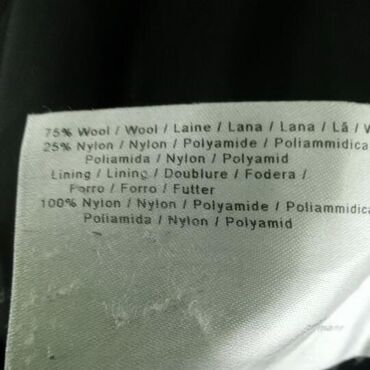 75% Wool / Wool / Laine / Lana / Lana / Lã /
25% Nylon / Nylon / Polyamide / Poliammidica
Poliamida / Nylon / Polyamid
Lining / Lining / Doublure / Fodera /
Forro / Forro / Futter
100% Nylon / Nylon / Polyamide / Poliammidica
Poliamida / Nylon / Polyamid